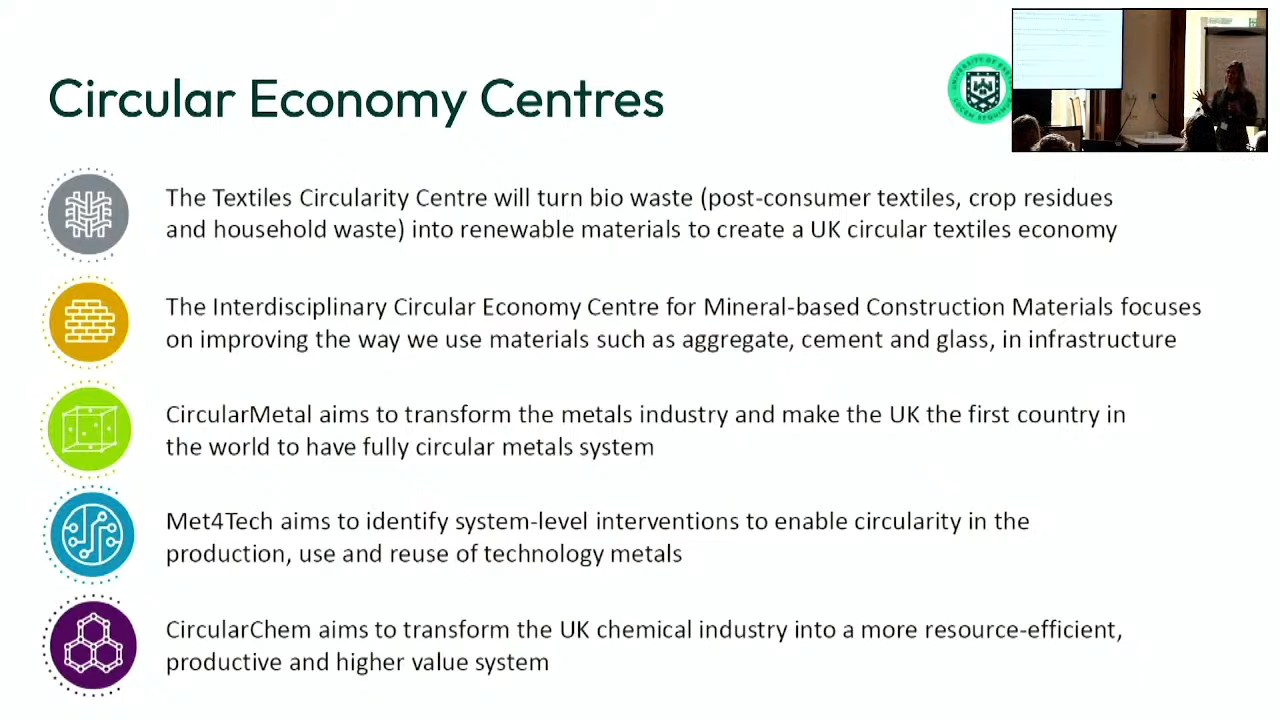 Circular Economy Centres
The Textiles Circularity Centre will turn bio waste (post-consumer textiles, crop residues
and household waste) into renewable materials to create a UK circular textiles economy
The Interdisciplinary Circular Economy Centre for Mineral-based Construction Materials focuses
on improving the way we use materials such as aggregate, cement and glass, in infrastructure
CircularMetal aims to transform the metals industry and make the UK the first country in
the world to have fully circular metals system
Met4Tech aims to identify system-level interventions to enable circularity in the
production, use and reuse of technology metals
CircularChem aims to transform the UK chemical industry into a more resource-efficient,
productive and higher value system